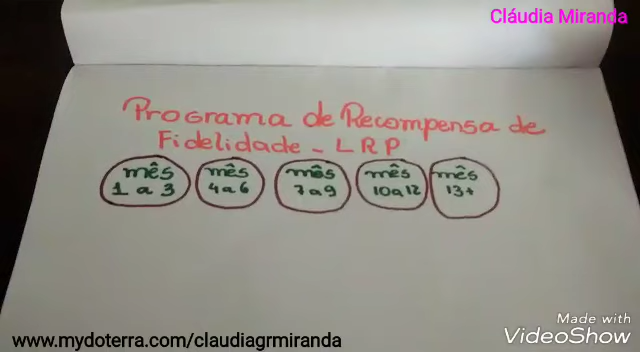 Cláudia Miranda
Programa de Recompensa de
Fidelidade - LRP
mês mês mês mês mês
1 a 3 4 a 6 7 a 9 10 a 12 13+
Made with
VideoShow
www.mydoterra.com/claudiagrmiranda